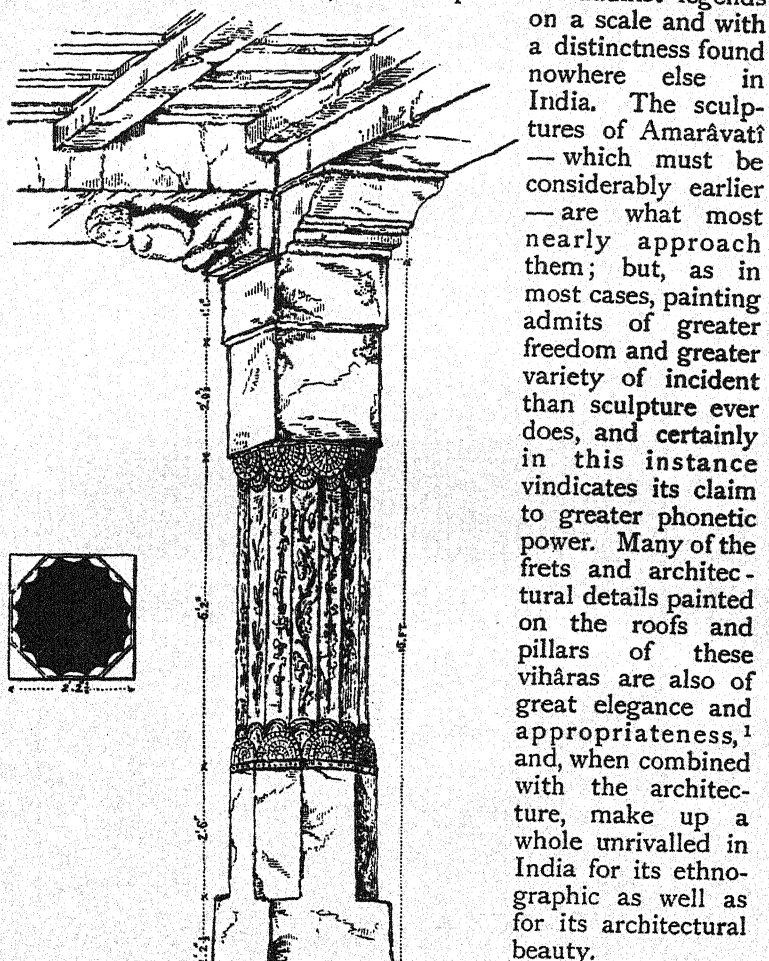 legends
on a scale and with
a distinctness found
nowhere else in
India. The sculp-
tures of Amarâvatî
— which must be
considerably earlier
— are what most
nearly approach
them; but, as in
most cases, painting
admits of greater
freedom and greater
variety of incident
than sculpture ever
does, and certainly
in this instance
vindicates its claim
to greater phonetic
power. Many of the
frets and architec-
tural details painted
on the roofs and
pillars of these
vihâras are also of
great elegance and
appropriateness,¹
and, when combined
with the architec-
ture, make up a
whole unrivalled in
India for its ethno-
graphic as well as
for its architectural
beauty.
6'.2"
2'.6"